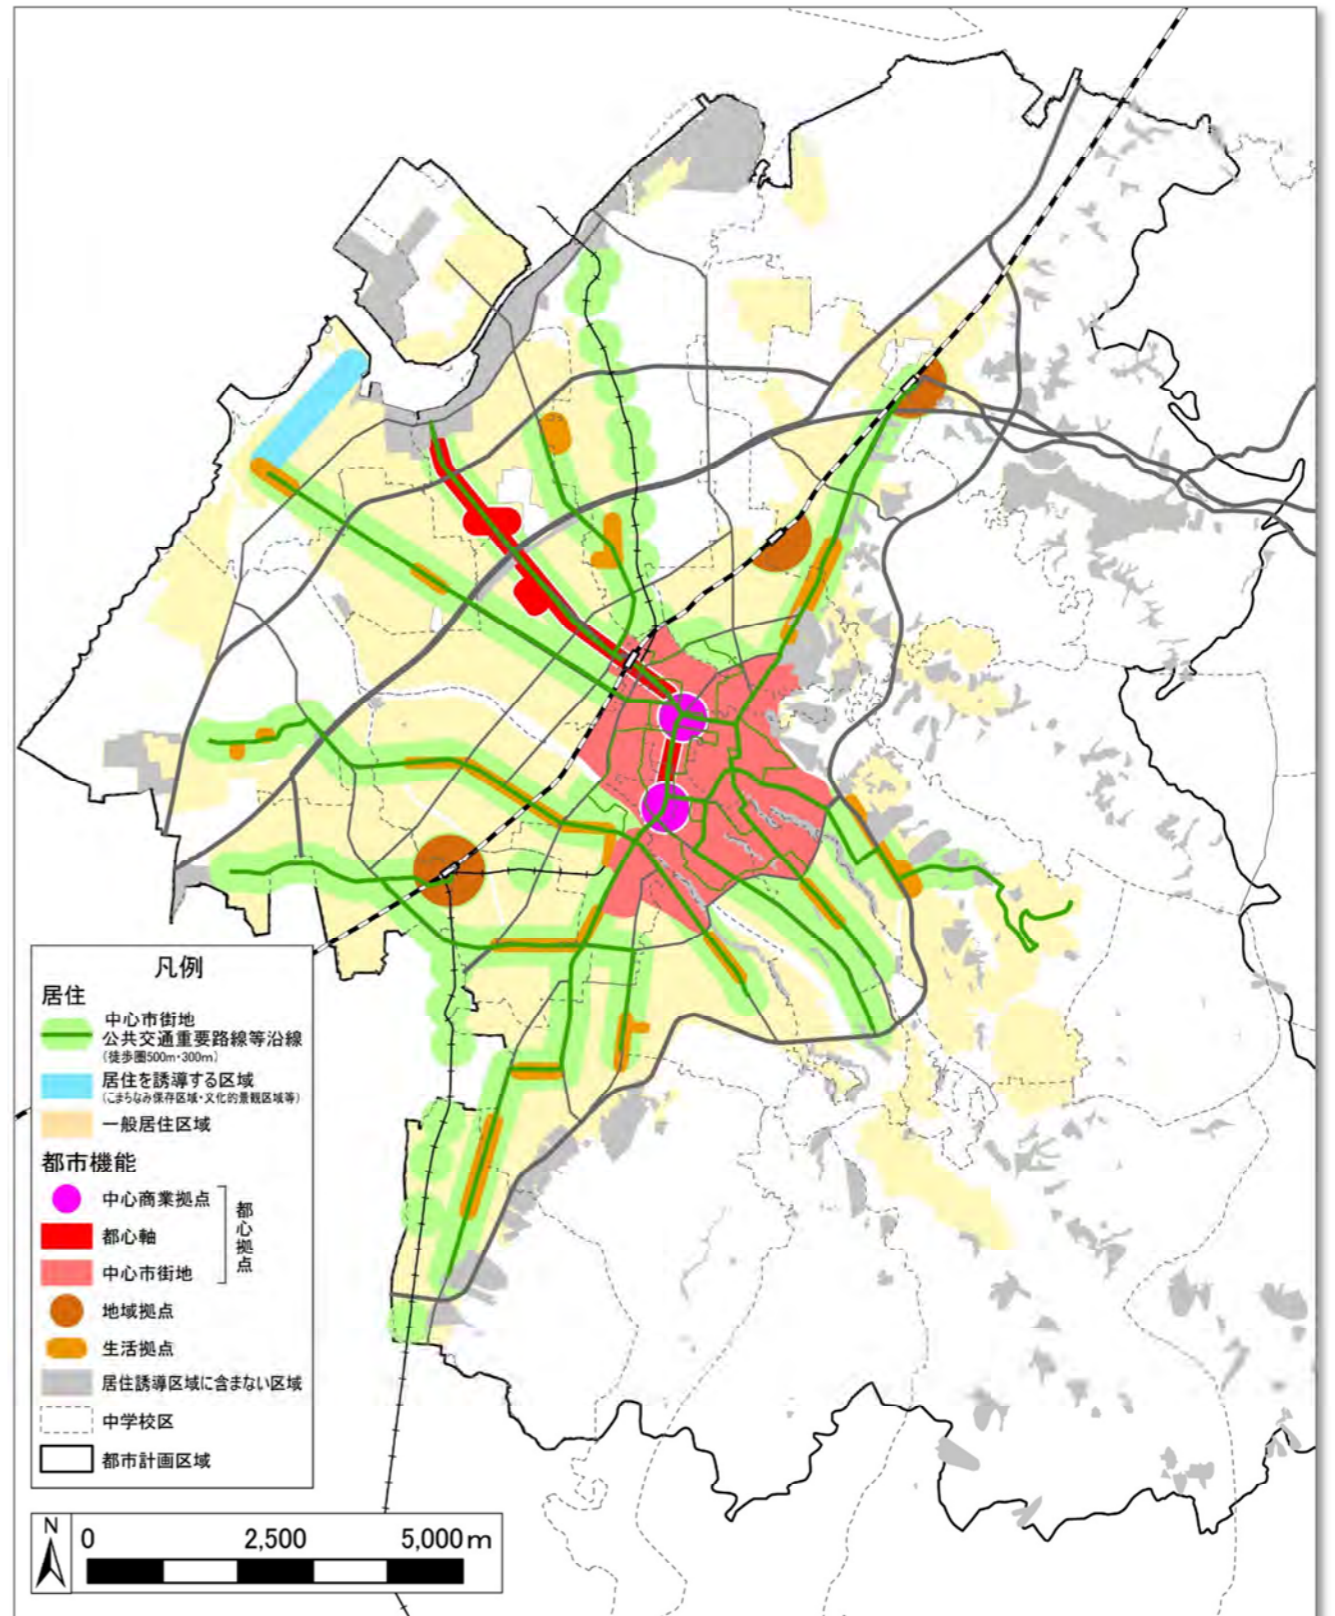 凡例
居住
中心市街地
公共交通重要路線等沿線
(徒歩圏500m・300m)
居住を誘導する区域
(こまちなみ保存区域・文化的景観区域等)
一般居住区域
都市機能
中心商業拠点
都心軸
中心市街地
都心拠点
地域拠点
生活拠点
居住誘導区域に含まない区域
中学校区
都市計画区域
N
0 2,500 5,000m